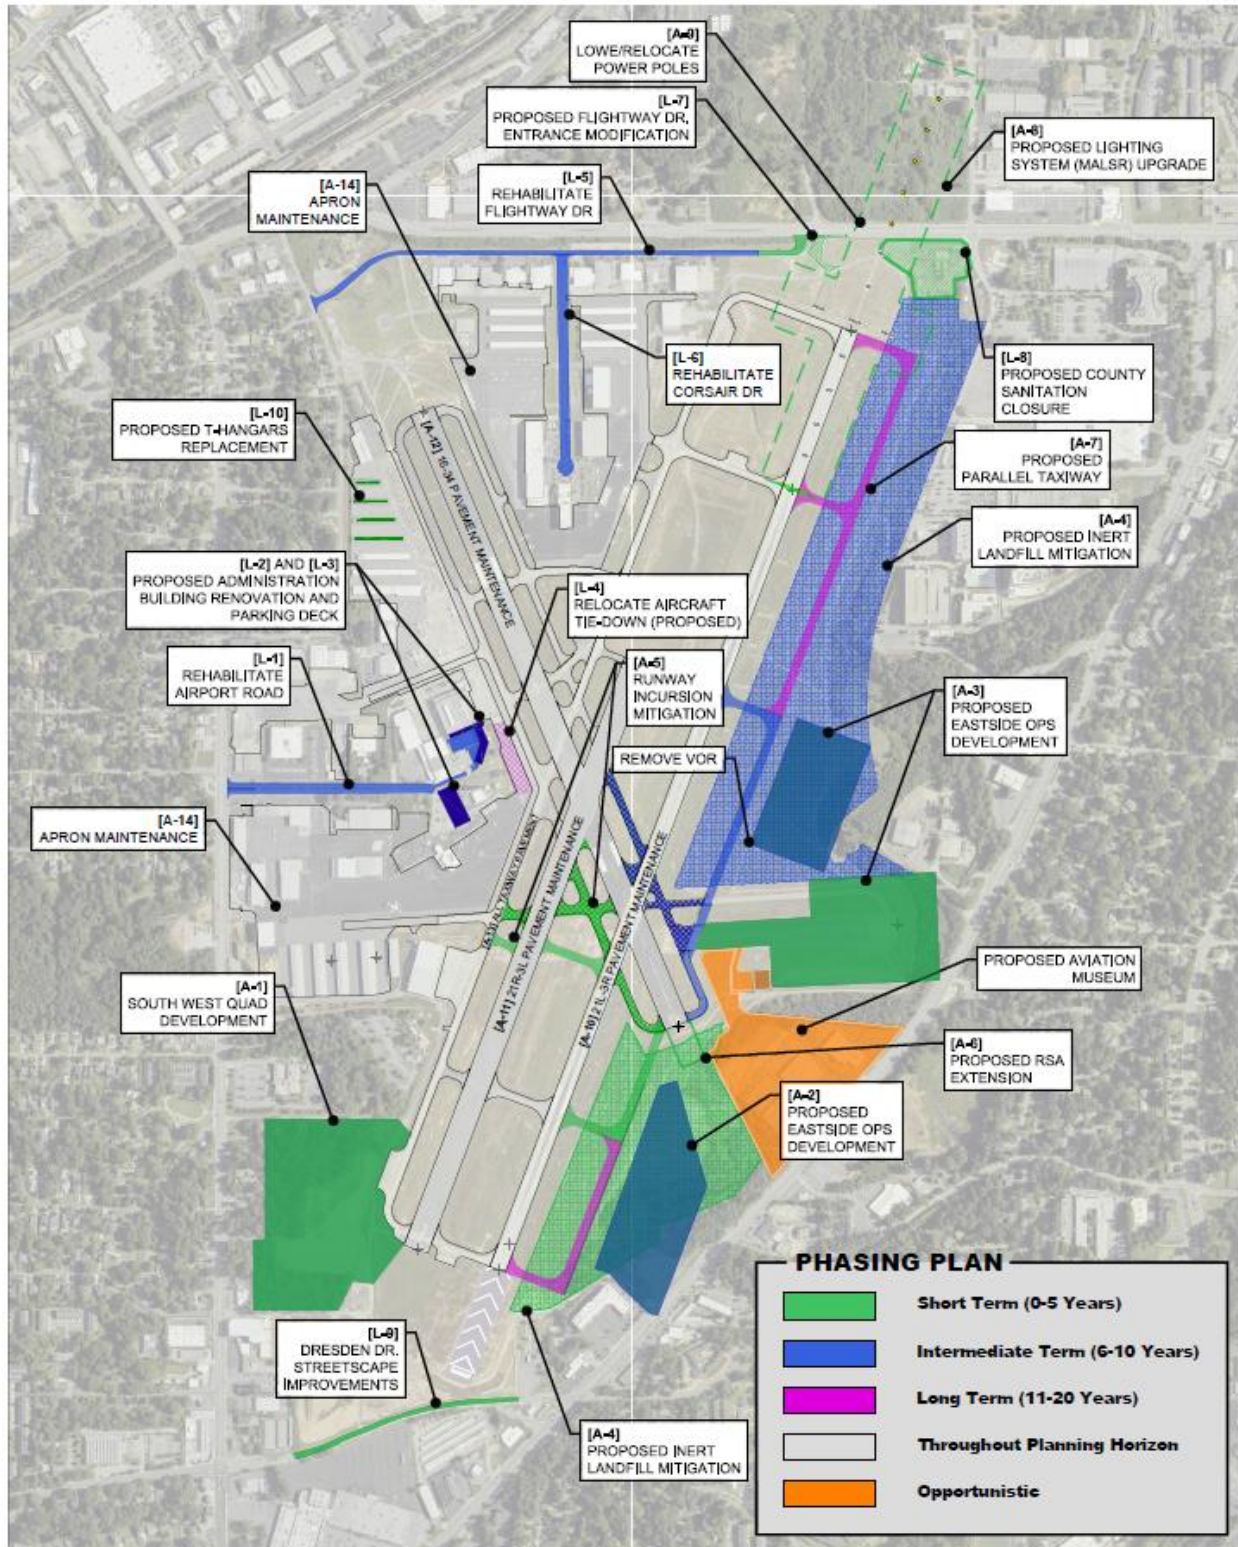 [A-9]
LOWE/RELOCATE
POWER POLES
[L-7]
PROPOSED FLIGHTWAY DR,
ENTRANCE MODIFICATION
[A-8]
PROPOSED LIGHTING
SYSTEM (MALSR) UPGRADE
[L-5]
REHABILITATE
FLIGHTWAY DR
[A-14]
APRON
MAINTENANCE
[L-6]
REHABILITATE
CORSAIR DR
[L-8]
PROPOSED COUNTY
SANITATION
CLOSURE
[L-10]
PROPOSED T-HANGARS
REPLACEMENT
[A-12] 16-34 PAVEMENT MAINTENANCE
[A-7]
PROPOSED
PARALLEL TAXIWAY
[A-4]
PROPOSED INERT
LANDFILL MITIGATION
[L-2] AND [L-3]
PROPOSED ADMINISTRATION
BUILDING RENOVATION AND
PARKING DECK
[L-4]
RELOCATE AIRCRAFT
TIE-DOWN (PROPOSED)
[L-1]
REHABILITATE
AIRPORT ROAD
[A-5]
RUNWAY
INCURSION
MITIGATION
[A-3]
PROPOSED
EASTSIDE OPS
DEVELOPMENT
REMOVE VOR
[A-14]
APRON MAINTENANCE
[A-13] ALL TAXIWAY PAVEMENT
[A-11] 21R-3L PAVEMENT MAINTENANCE
[A-10] 21L-3R PAVEMENT MAINTENANCE
PROPOSED AVIATION
MUSEUM
[A-1]
SOUTH WEST QUAD
DEVELOPMENT
[A-6]
PROPOSED RSA
EXTENSION
[A-2]
PROPOSED
EASTSIDE OPS
DEVELOPMENT
[L-9]
DRESDEN DR.
STREETSCAPE
IMPROVEMENTS
[A-4]
PROPOSED INERT
LANDFILL MITIGATION
PHASING PLAN
Short Term (0-5 Years)
Intermediate Term (6-10 Years)
Long Term (11-20 Years)
Throughout Planning Horizon
Opportunistic